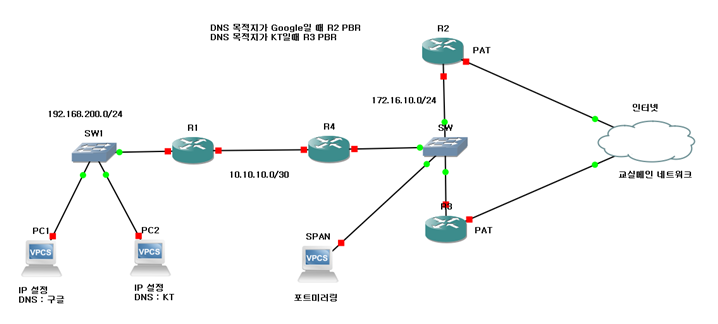 DNS 목적지가 Google일 때 R2 PBR
DNS 목적지가 KT일때 R3 PBR
R2
PAT
172.16.10.0/24
인터넷
192.168.200.0/24
SW1
R1
R4
SW
10.10.10.0/30
교실메인 네트워크
R3
PAT
PC1
PC2
SPAN
VPCS
VPCS
VPCS
IP 설정
DNS : 구글
IP 설정
DNS : KT
포트미러링